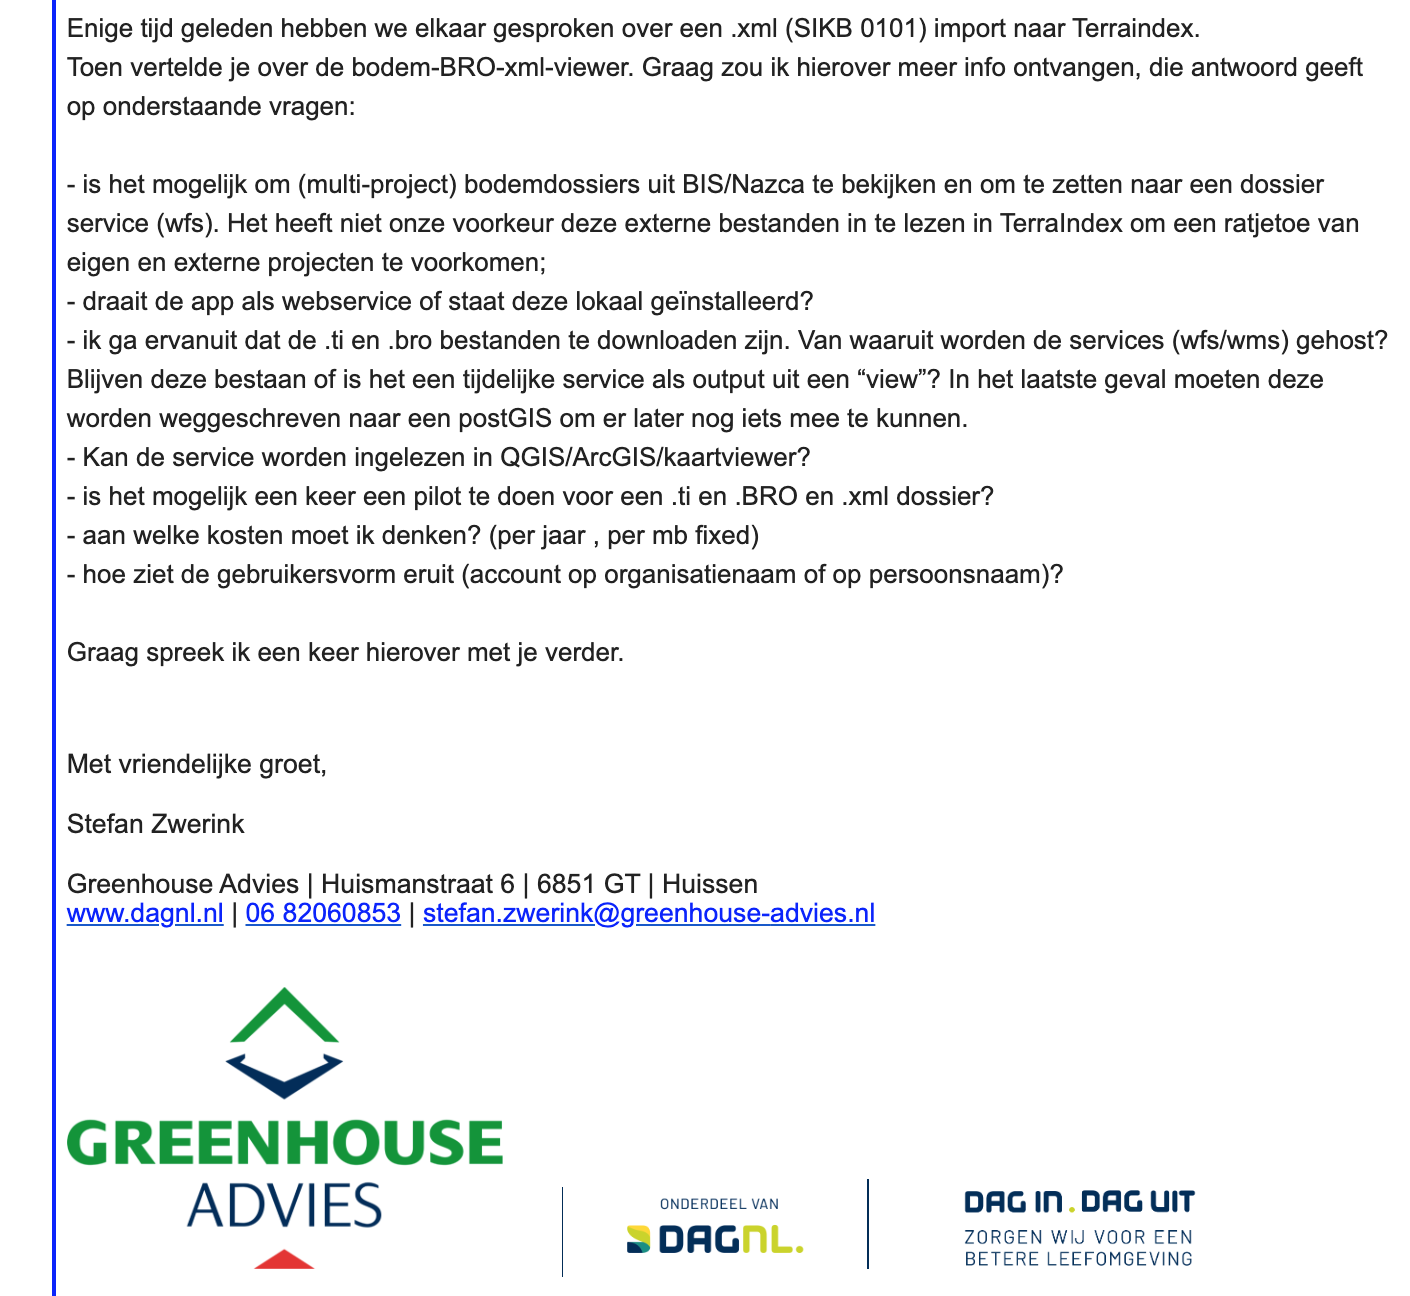 Enige tijd geleden hebben we elkaar gesproken over een .xml (SIKB 0101) import naar Terraindex.
Toen vertelde je over de bodem-BRO-xml-viewer. Graag zou ik hierover meer info ontvangen, die antwoord geeft
op onderstaande vragen:
- is het mogelijk om (multi-project) bodemdossiers uit BIS/Nazca te bekijken en om te zetten naar een dossier
service (wfs). Het heeft niet onze voorkeur deze externe bestanden in te lezen in TerraIndex om een ratjetoe van
eigen en externe projecten te voorkomen;
- draait de app als webservice of staat deze lokaal geïnstalleerd?
- ik ga ervanuit dat de .ti en .bro bestanden te downloaden zijn. Van waaruit worden de services (wfs/wms) gehost?
Blijven deze bestaan of is het een tijdelijke service als output uit een “view”? In het laatste geval moeten deze
worden weggeschreven naar een postGIS om er later nog iets mee te kunnen.
- Kan de service worden ingelezen in QGIS/ArcGIS/kaartviewer?
- is het mogelijk een keer een pilot te doen voor een .ti en .BRO en .xml dossier?
- aan welke kosten moet ik denken? (per jaar , per mb fixed)
- hoe ziet de gebruikersvorm eruit (account op organisatienaam of op persoonsnaam)?
Graag spreek ik een keer hierover met je verder.
Met vriendelijke groet,
Stefan Zwerink
Greenhouse Advies | Huismanstraat 6 | 6851 GT | Huissen
www.dagnl.nl | 06 82060853 | stefan.zwerink@greenhouse-advies.nl
GREENHOUSE
ADVIES
ONDERDEEL VAN
DAGNL.
DAG IN. DAG UIT
ZORGEN WIJ VOOR EEN
BETERE LEEFOMGEVING